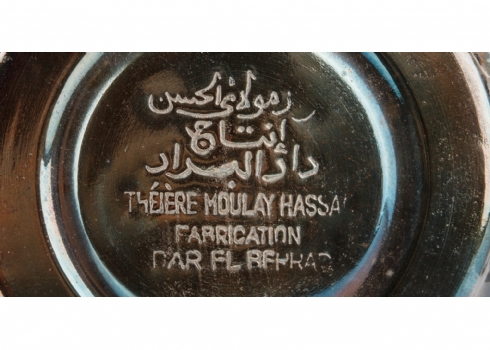 مولاي الحسن
إنتاج
دار البراد
THÉIÈRE MOULAY HASSA
FABRICATION
DAR EL BERRAD